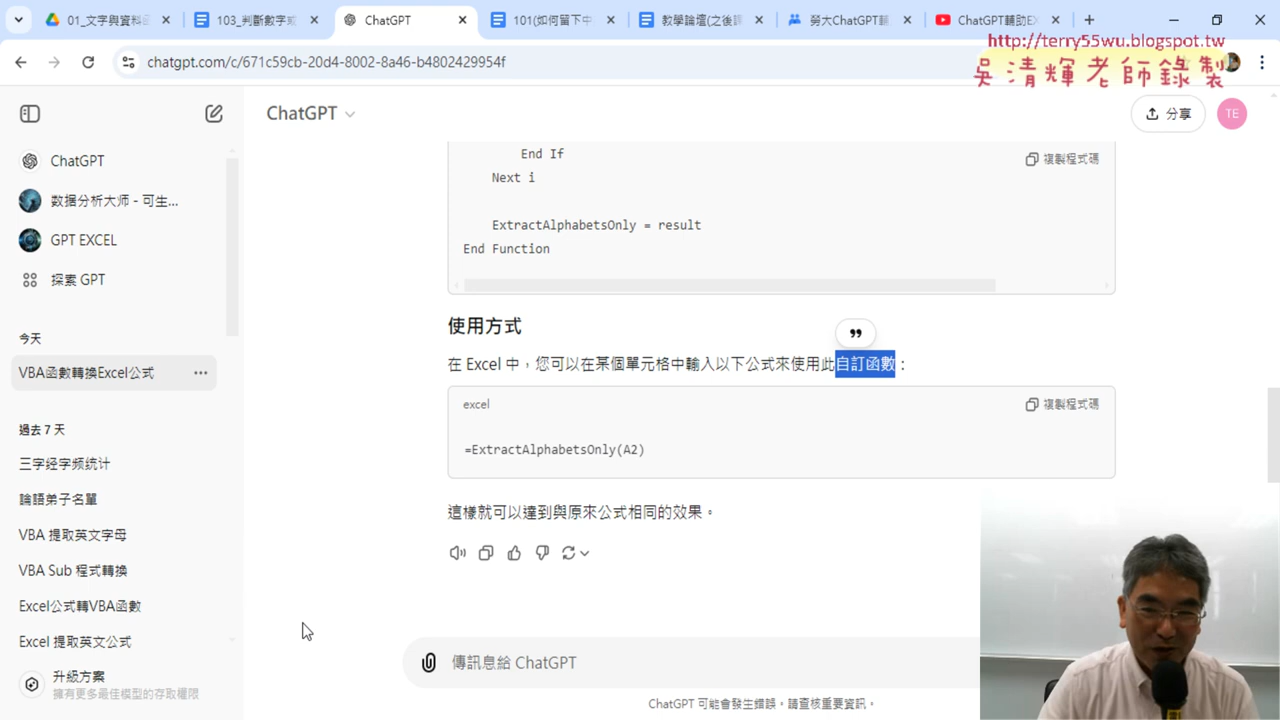 01_文字與資料函
103_判斷數字或
ChatGPT
101(如何留下中
教學論壇(之後課
勞大ChatGPT輔
ChatGPT輔助EX
http://terry55wu.blogspot.tw
chatgpt.com/c/671c59cb-20d4-8002-8a46-b4802429954f
吳清輝老師錄製
ChatGPT
分享
TE
ChatGPT
数据分析大师 - 可生...
GPT EXCEL
探索 GPT
今天
VBA函數轉換Excel公式
過去 7 天
三字经字频统计
論語弟子名單
VBA 提取英文字母
VBA Sub 程式轉換
Excel公式轉VBA函數
Excel 提取英文公式
升級方案
擁有更多最佳模型的存取權限
End If
複製程式碼
Next i
ExtractAlphabetsOnly = result
End Function
使用方式
在 Excel 中，您可以在某個單元格中輸入以下公式來使用此自訂函數：
excel
複製程式碼
=ExtractAlphabetsOnly(A2)
這樣就可以達到與原來公式相同的效果。
傳訊息給 ChatGPT
ChatGPT 可能會發生錯誤。請查核重要資訊。